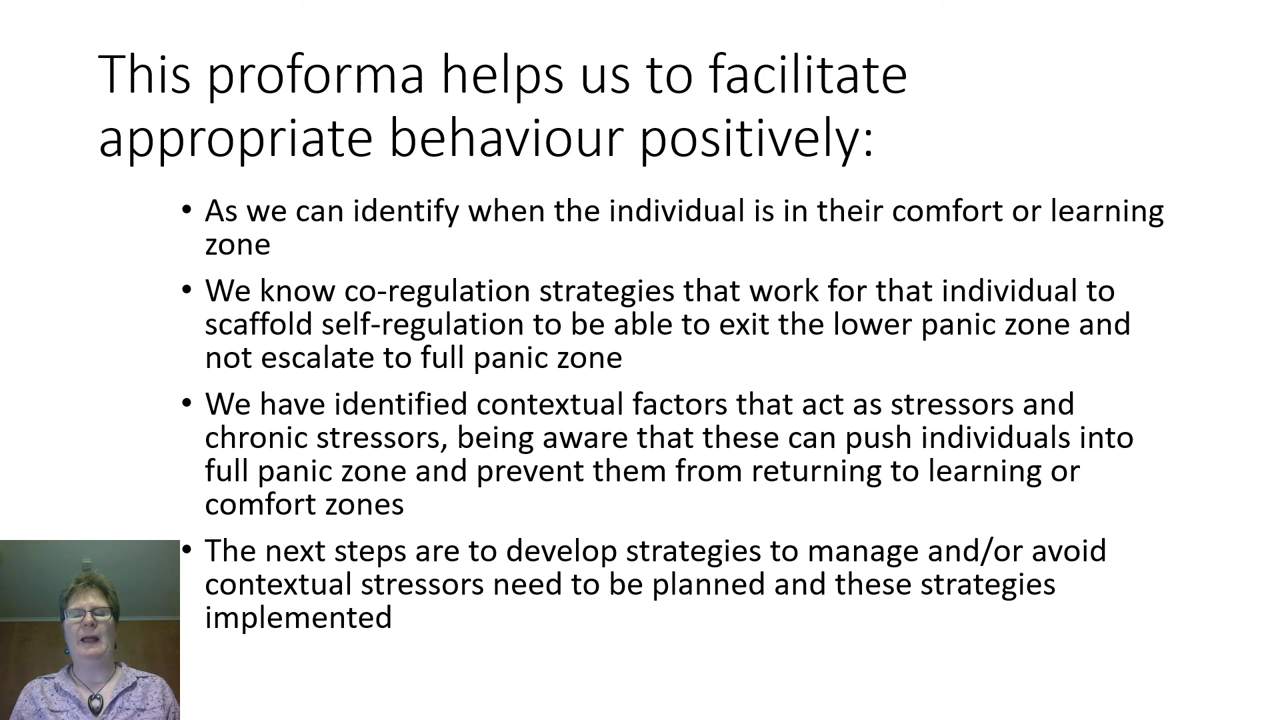 This proforma helps us to facilitate
appropriate behaviour positively:
• As we can identify when the individual is in their comfort or learning
zone
• We know co-regulation strategies that work for that individual to
scaffold self-regulation to be able to exit the lower panic zone and
not escalate to full panic zone
• We have identified contextual factors that act as stressors and
chronic stressors, being aware that these can push individuals into
full panic zone and prevent them from returning to learning or
comfort zones
• The next steps are to develop strategies to manage and/or avoid
contextual stressors need to be planned and these strategies
implemented